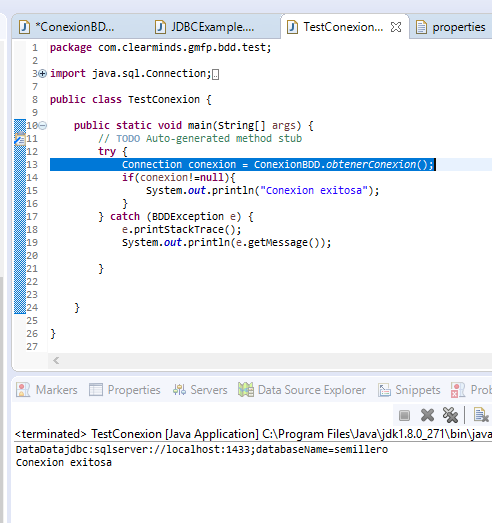 *ConexionBD... JDBCExample.... TestConexion... properties
1 package com.clearminds.gmfp.bdd.test;
2
3 import java.sql.Connection;
7
8 public class TestConexion {
9
10 public static void main(String[] args) {
11 // TODO Auto-generated method stub
12 try {
13 Connection conexion = ConexionBDD.obtenerConexion();
14 if(conexion!=null){
15 System.out.println("Conexion exitosa");
16 }
17 } catch (BDDException e) {
18 e.printStackTrace();
19 System.out.println(e.getMessage());
20
21 }
22
23
24 }
25
26 }
27
Markers Properties Servers Data Source Explorer Snippets Prob
<terminated> TestConexion [Java Application] C:\Program Files\Java\jdk1.8.0_271\bin\java
DataDatajdbc:sqlserver://localhost:1433;databaseName=semillero
Conexion exitosa